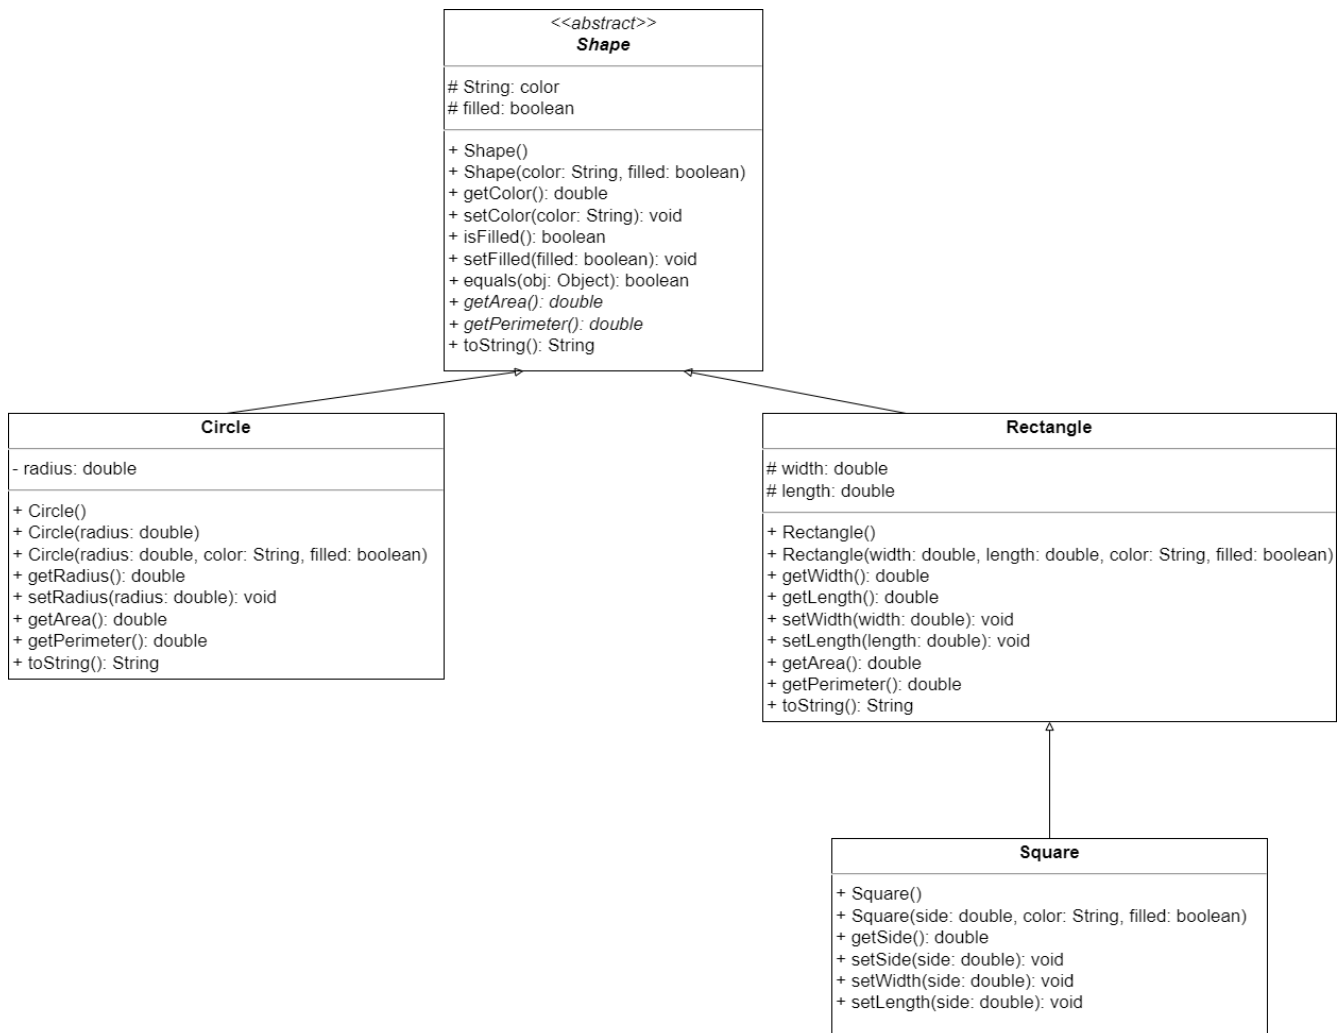 <<abstract>>
Shape
# String: color
# filled: boolean
+ Shape()
+ Shape(color: String, filled: boolean)
+ getColor(): double
+ setColor(color: String): void
+ isFilled(): boolean
+ setFilled(filled: boolean): void
+ equals(obj: Object): boolean
+ getArea(): double
+ getPerimeter(): double
+ toString(): String
Circle
- radius: double
+ Circle()
+ Circle(radius: double)
+ Circle(radius: double, color: String, filled: boolean)
+ getRadius(): double
+ setRadius(radius: double): void
+ getArea(): double
+ getPerimeter(): double
+ toString(): String
Rectangle
# width: double
# length: double
+ Rectangle()
+ Rectangle(width: double, length: double, color: String, filled: boolean)
+ getWidth(): double
+ getLength(): double
+ setWidth(width: double): void
+ setLength(length: double): void
+ getArea(): double
+ getPerimeter(): double
+ toString(): String
Square
+ Square()
+ Square(side: double, color: String, filled: boolean)
+ getSide(): double
+ setSide(side: double): void
+ setWidth(side: double): void
+ setLength(side: double): void